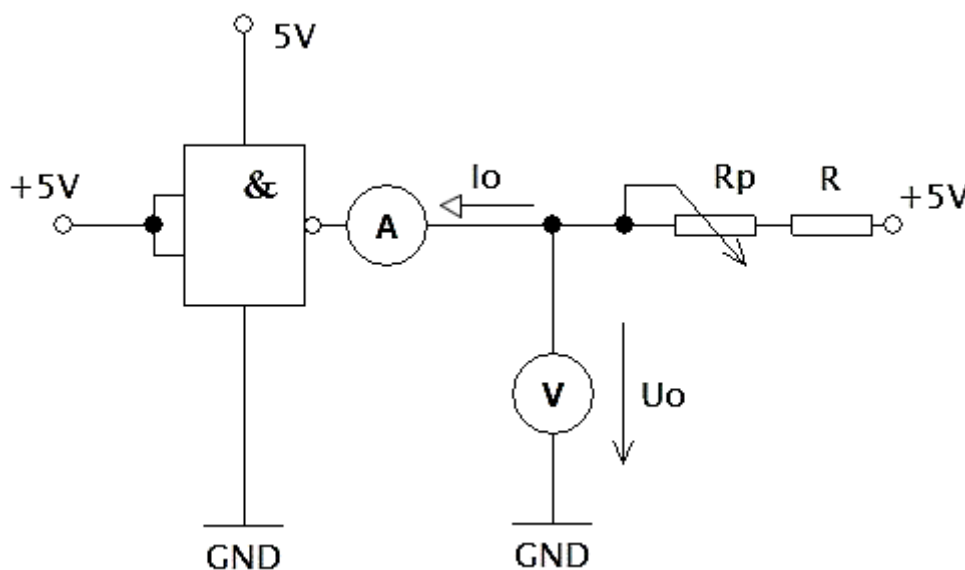 5V
+5V
&
Io
Rp
R
+5V
A
V
Uo
GND
GND